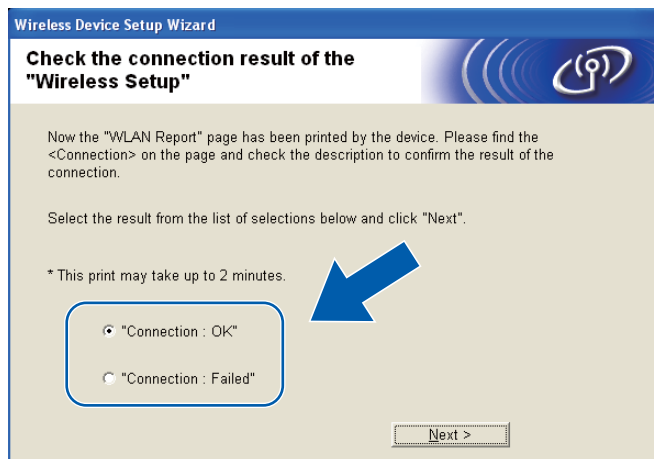 Wireless Device Setup Wizard
Check the connection result of the
"Wireless Setup"
Now the "WLAN Report" page has been printed by the device. Please find the
<Connection> on the page and check the description to confirm the result of the
connection.
Select the result from the list of selections below and click "Next".
* This print may take up to 2 minutes.
"Connection : OK"
"Connection : Failed"
Next >